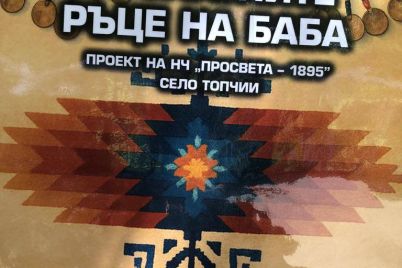 РЪЦЕ НА БАБА
ПРОЕКТ НА НЧ „ПРОСВЕТА – 1895”
СЕЛО ТОПЧИИ